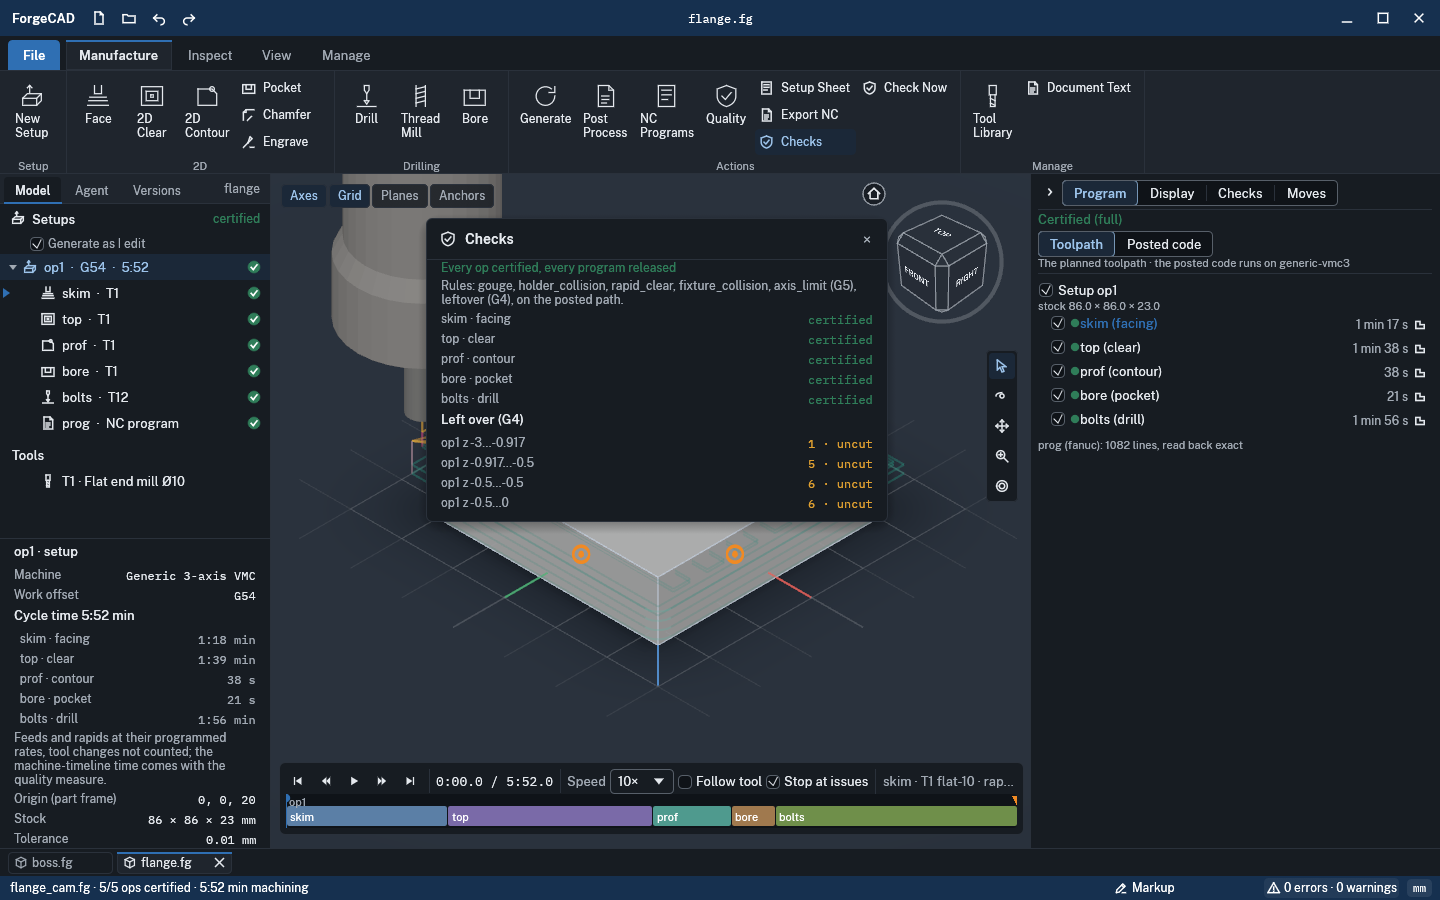 ForgeCAD
flange.fg
File
Manufacture
Inspect
View
Manage
New Setup
Face
2D Clear
2D Contour
Pocket
Chamfer
Engrave
Drill
Thread Mill
Bore
Generate
Post Process
NC Programs
Quality
Setup Sheet
Export NC
Checks
Check Now
Tool Library
Document Text
Setup
2D
Drilling
Actions
Manage
Model
Agent
Versions
flange
Setups
certified
Generate as I edit
op1 · G54 · 5:52
skim · T1
top · T1
prof · T1
bore · T1
bolts · T12
prog · NC program
Tools
T1 · Flat end mill Ø10
op1 · setup
Machine Generic 3-axis VMC
Work offset G54
Cycle time 5:52 min
skim · facing 1:18 min
top · clear 1:39 min
prof · contour 38 s
bore · pocket 21 s
bolts · drill 1:56 min
Feeds and rapids at their programmed
rates, tool changes not counted; the
machine-timeline time comes with the
quality measure.
Origin (part frame) 0, 0, 20
Stock 86 × 86 × 23 mm
Tolerance 0.01 mm
Axes
Grid
Planes
Anchors
Checks
Every op certified, every program released
Rules: gouge, holder_collision, rapid_clear, fixture_collision, axis_limit (G5),
leftover (G4), on the posted path.
skim · facing certified
top · clear certified
prof · contour certified
bore · pocket certified
bolts · drill certified
Left over (G4)
op1 z -3…-0.917 1 · uncut
op1 z -0.917…-0.5 5 · uncut
op1 z -0.5…-0.5 6 · uncut
op1 z -0.5…0 6 · uncut
TOP
FRONT
RIGHT
0:00.0 / 5:52.0
Speed
10×
Follow tool
Stop at issues
skim · T1 flat-10 · rap…
op1
skim
top
prof
bore
bolts
Program
Display
Checks
Moves
Certified (full)
Toolpath
Posted code
The planned toolpath · the posted code runs on generic-vmc3
Setup op1
stock 86.0 × 86.0 × 23.0
skim (facing) 1 min 17 s
top (clear) 1 min 38 s
prof (contour) 38 s
bore (pocket) 21 s
bolts (drill) 1 min 56 s
prog (fanuc): 1082 lines, read back exact
boss.fg
flange.fg
flange_cam.fg · 5/5 ops certified · 5:52 min machining
Markup
0 errors · 0 warnings
mm